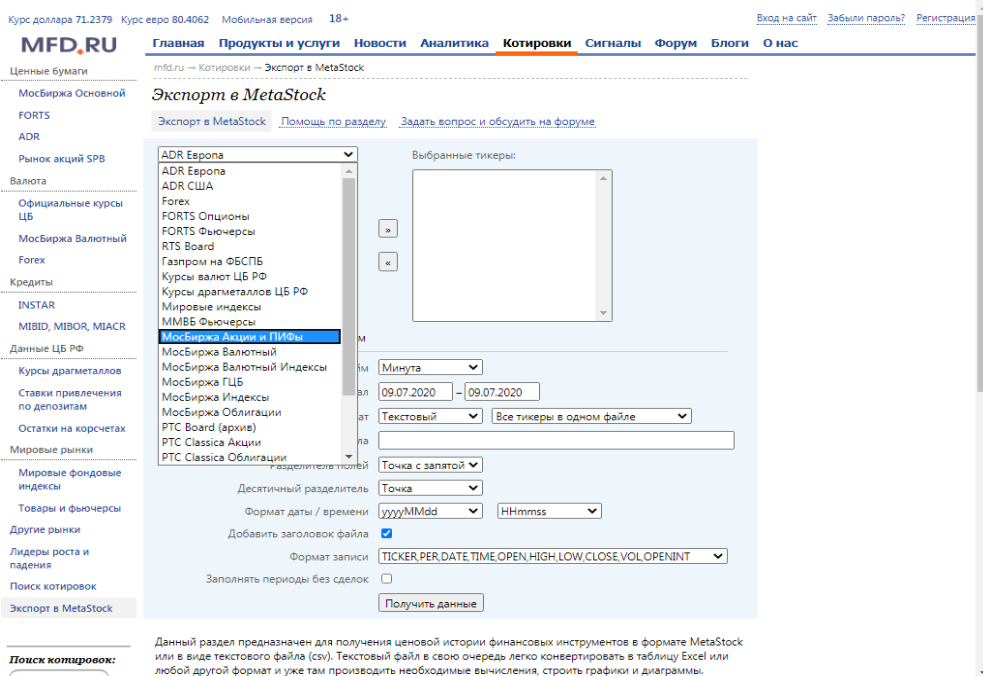 Курс доллара 71.2379 Курс евро 80.4062 Мобильная версия 18+
Вход на сайт Забыли пароль? Регистрация
MFD.RU
Главная Продукты и услуги Новости Аналитика Котировки Сигналы Форум Блоги О нас
Ценные бумаги
МосБиржа Основной
FORTS
ADR
Рынок акций SPB
Валюта
Официальные курсы
ЦБ
МосБиржа Валютный
Forex
Кредиты
INSTAR
MIBID, MIBOR, MIACR
Данные ЦБ РФ
Курсы драгметаллов
Ставки привлечения
по депозитам
Остатки на корсчетах
Мировые рынки
Мировые фондовые
индексы
Товары и фьючерсы
Другие рынки
Лидеры роста и
падения
Поиск котировок
Экспорт в MetaStock
Поиск котировок:
mfd.ru → Котировки → Экспорт в MetaStock
Экспорт в MetaStock
Экспорт в MetaStock Помощь по разделу Задать вопрос и обсудить на форуме
ADR Европа
ADR Европа
ADR США
Forex
FORTS Опционы
FORTS Фьючерсы
RTS Board
Газпром на ФБСПБ
Курсы валют ЦБ РФ
Курсы драгметаллов ЦБ РФ
Мировые индексы
ММВБ Фьючерсы
МосБиржа Акции и ПИФы
МосБиржа Валютный
МосБиржа Валютный Индексы
МосБиржа ГЦБ
МосБиржа Индексы
МосБиржа Облигации
РТС Board (архив)
РТС Classica Акции
РТС Classica Облигации
Выбранные тикеры:
»
«
м
йм Минута
ал 09.07.2020 – 09.07.2020
ат Текстовый Все тикеры в одном файле
ла
Разделитель полей Точка с запятой
Десятичный разделитель Точка
Формат даты / времени yyyyMMdd HHmmss
Добавить заголовок файла
Формат записи TICKER,PER,DATE,TIME,OPEN,HIGH,LOW,CLOSE,VOL,OPENINT
Заполнять периоды без сделок
Получить данные
Данный раздел предназначен для получения ценовой истории финансовых инструментов в формате MetaStock
или в виде текстового файла (csv). Текстовый файл в свою очередь легко конвертировать в таблицу Excel или
любой другой формат и уже там производить необходимые вычисления, строить графики и диаграммы.